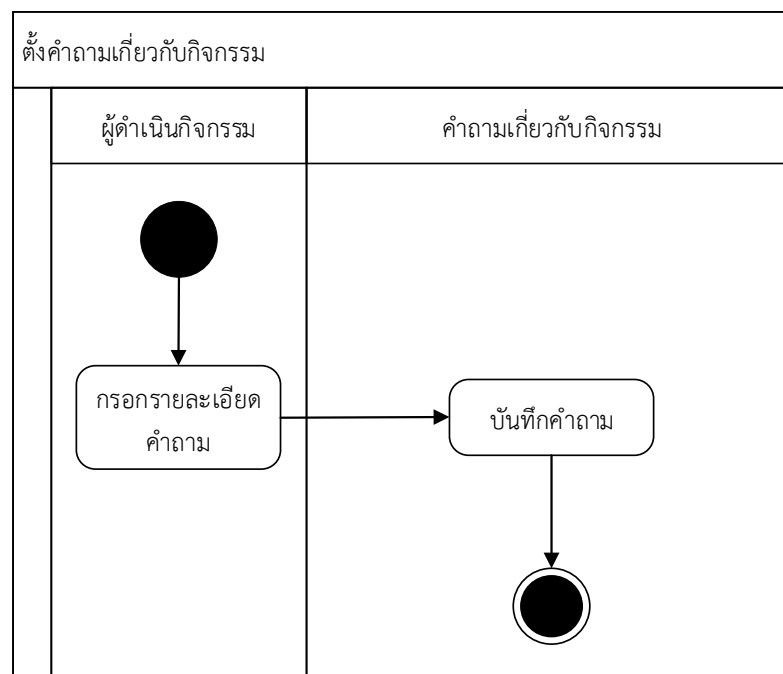 ตั้งคำถามเกี่ยวกับกิจกรรม
ผู้ดำเนินกิจกรรม
คำถามเกี่ยวกับกิจกรรม
กรอกรายละเอียด
คำถาม
บันทึกคำถาม